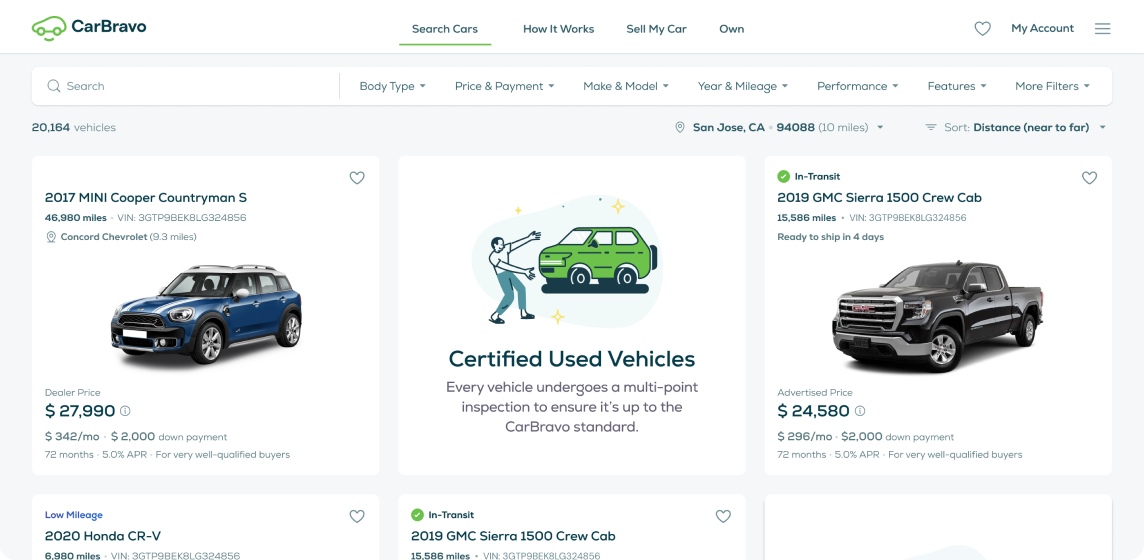 CarBravo
Search Cars
How It Works
Sell My Car
Own
My Account
Search
Body Type
Price & Payment
Make & Model
Year & Mileage
Performance
Features
More Filters
20,164 vehicles
San Jose, CA • 94088 (10 miles)
Sort: Distance (near to far)
2017 MINI Cooper Countryman S
46,980 miles · VIN: 3GTP9BEK8LG324856
Concord Chevrolet (9.3 miles)
Dealer Price
$ 27,990
$ 342/mo · $ 2,000 down payment
72 months · 5.0% APR · For very well-qualified buyers
Certified Used Vehicles
Every vehicle undergoes a multi-point
inspection to ensure it's up to the
CarBravo standard.
In-Transit
2019 GMC Sierra 1500 Crew Cab
15,586 miles • VIN: 3GTP9BEK8LG324856
Ready to ship in 4 days
GMC
Advertised Price
$ 24,580
$ 296/mo · $2,000 down payment
72 months · 5.0% APR · For very well-qualified buyers
Low Mileage
2020 Honda CR-V
6,980 miles · VIN: 3GTP9BEK8LG324856
In-Transit
2019 GMC Sierra 1500 Crew Cab
15,586 miles • VIN: 3GTP9BEK8LG324856